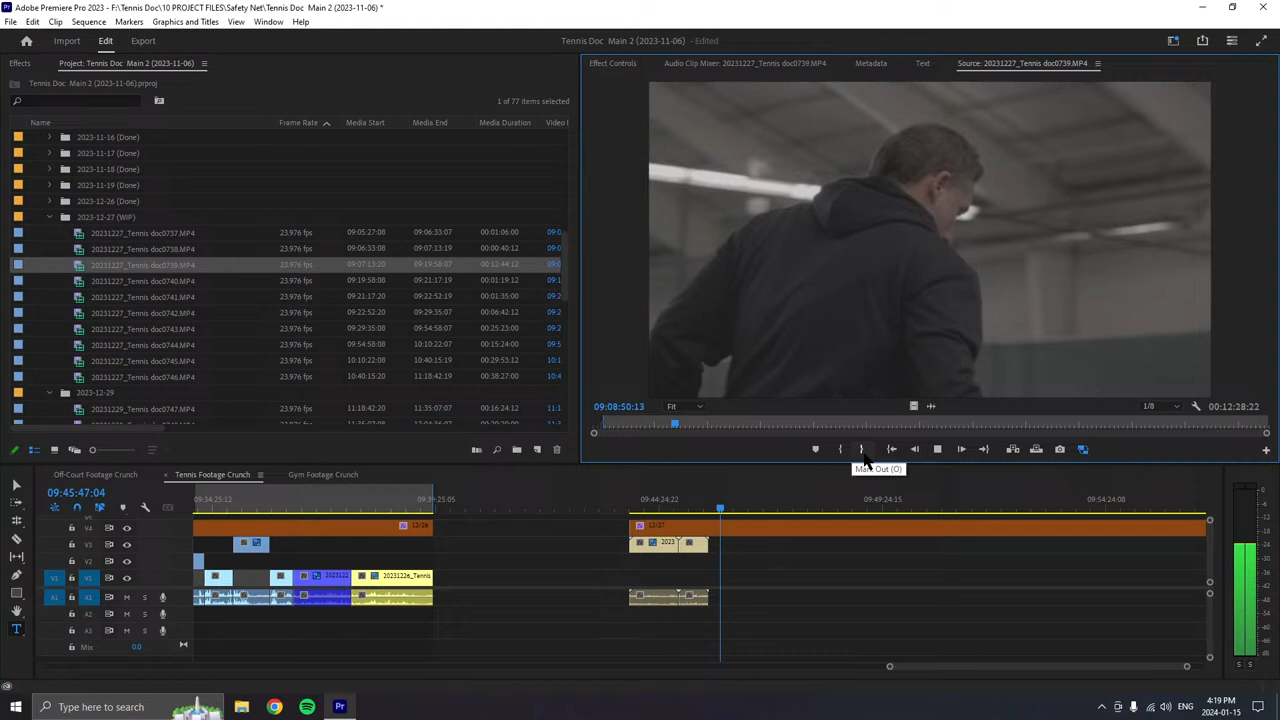 Adobe Premiere Pro 2023 - F:\Tennis Doc\10 PROJECT FILES\Safety Net\Tennis Doc  Main 2 (2023-11-06) *
File Edit Clip Sequence Markers Graphics and Titles View Window Help
Import Edit Export
Tennis Doc  Main 2 (2023-11-06) - Edited
Effects Project: Tennis Doc  Main 2 (2023-11-06)
Effect Controls Audio Clip Mixer: 20231227_Tennis doc0739.MP4 Metadata Text Source: 20231227_Tennis doc0739.MP4
Tennis Doc  Main 2 (2023-11-06).prproj
1 of 77 items selected
Name Frame Rate Media Start Media End Media Duration Video I
2023-11-16 (Done)
2023-11-17 (Done)
2023-11-18 (Done)
2023-11-19 (Done)
2023-12-26 (Done)
2023-12-27 (WIP)
20231227_Tennis doc0737.MP4 23.976 fps 09:05:27:08 09:06:33:07 00:01:06:00 09:0
20231227_Tennis doc0738.MP4 23.976 fps 09:06:33:08 09:07:13:19 00:00:40:12 09:0
20231227_Tennis doc0739.MP4 23.976 fps 09:07:13:20 09:19:58:07 00:12:44:12 09:0
20231227_Tennis doc0740.MP4 23.976 fps 09:19:58:08 09:21:17:19 00:01:19:12 09:1
20231227_Tennis doc0741.MP4 23.976 fps 09:21:17:20 09:22:52:19 00:01:35:00 09:2
20231227_Tennis doc0742.MP4 23.976 fps 09:22:52:20 09:29:35:07 00:06:42:12 09:2
20231227_Tennis doc0743.MP4 23.976 fps 09:29:35:08 09:54:58:07 00:25:23:00 09:2
20231227_Tennis doc0744.MP4 23.976 fps 09:54:58:08 10:10:22:07 00:15:24:00 09:5
20231227_Tennis doc0745.MP4 23.976 fps 10:10:22:08 10:40:15:19 00:29:53:12 10:1
20231227_Tennis doc0746.MP4 23.976 fps 10:40:15:20 11:18:42:19 00:38:27:00 10:4
2023-12-29
20231229_Tennis doc0747.MP4 23.976 fps 11:18:42:20 11:35:07:07 00:16:24:12 11:1
09:08:50:13 Fit 1/8 00:12:28:22
Mark Out (O)
Off-Court Footage Crunch Tennis Footage Crunch Gym Footage Crunch
09:45:47:04
09:34:25:12 09:39:25:05 09:44:24:22 09:49:24:15 09:54:24:08
V4 12/26 12/27
V3 2023
V2
V1 V1 2023122 20231226_Tennis
A1 A1 M S
A2 M S
A3 M S
Mix 0.0
0
-6
-12
-18
-24
-30
-36
-42
-48
-54
-60
dB
S S
Type here to search
ENG
4:19 PM
2024-01-15